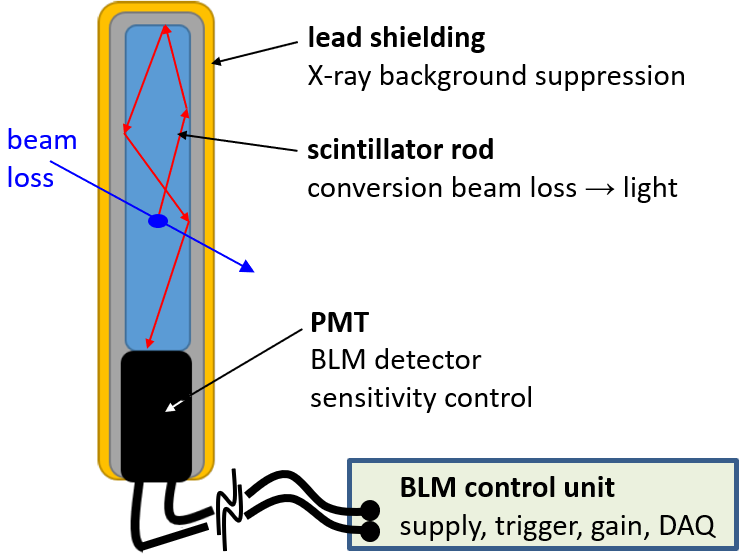 lead shielding
X-ray background suppression
beam
loss
scintillator rod
conversion beam loss → light
PMT
BLM detector
sensitivity control
BLM control unit
supply, trigger, gain, DAQ